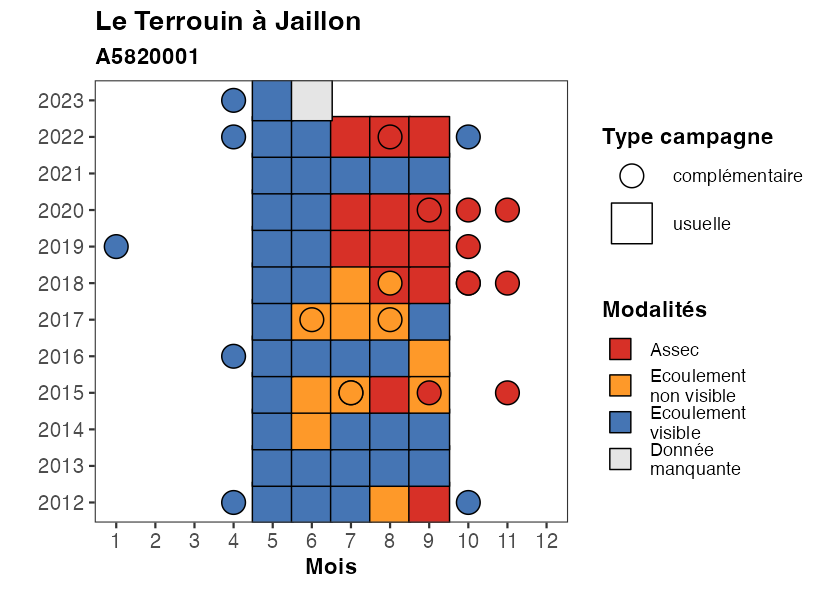 Le Terrouin à Jaillon
A5820001
2023
2022
2021
2020
2019
2018
2017
2016
2015
2014
2013
2012
1 2 3 4 5 6 7 8 9 10 11 12
Mois
Type campagne
complémentaire
usuelle
Modalités
Assec
Ecoulement
non visible
Ecoulement
visible
Donnée
manquante